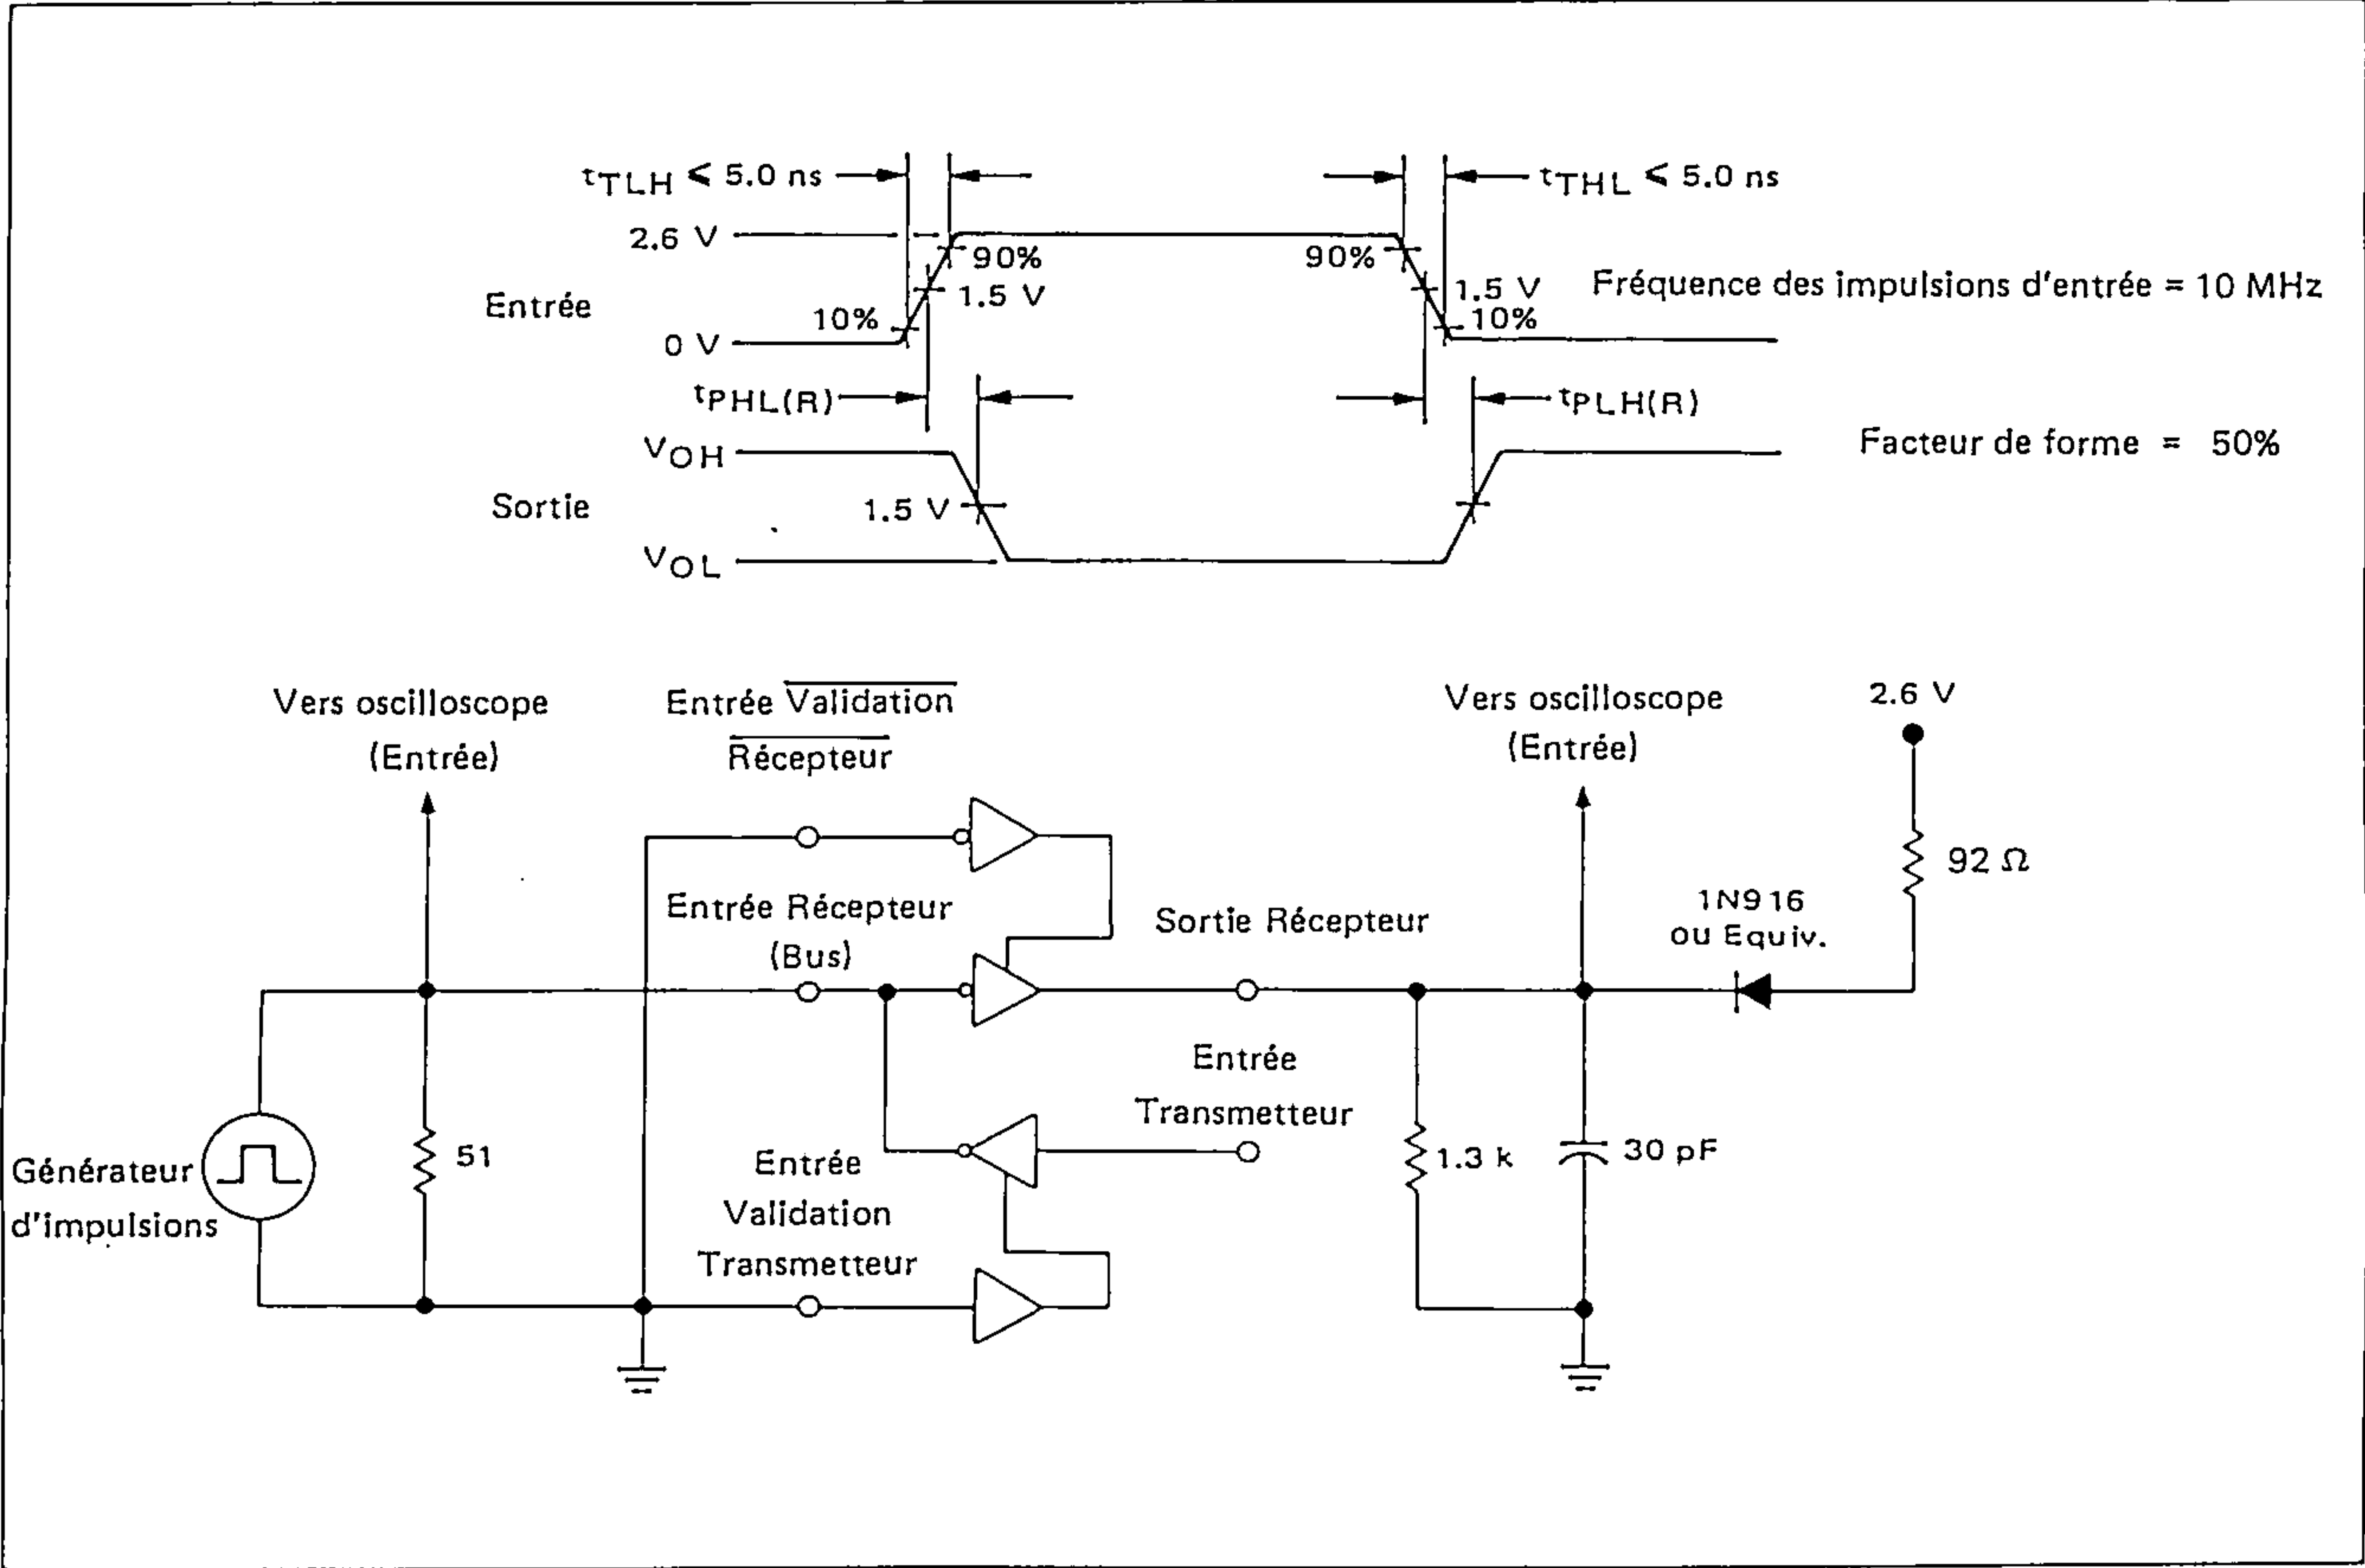 tTLH ≤ 5.0 ns
tTHL ≤ 5.0 ns
2.6 V
90%
90%
1.5 V
1.5 V
Fréquence des impulsions d'entrée = 10 MHz
Entrée
10%
10%
0 V
tPHL(R)
tPLH(R)
VOH
Facteur de forme = 50%
Sortie
1.5 V
VOL
Vers oscilloscope
(Entrée)
Entrée Validation
Récepteur
Vers oscilloscope
(Entrée)
2.6 V
92 Ω
Entrée Récepteur
(Bus)
Sortie Récepteur
1N916
ou Equiv.
Entrée
Transmetteur
Générateur
d'impulsions
51
Entrée
Validation
Transmetteur
1.3 k
30 pF